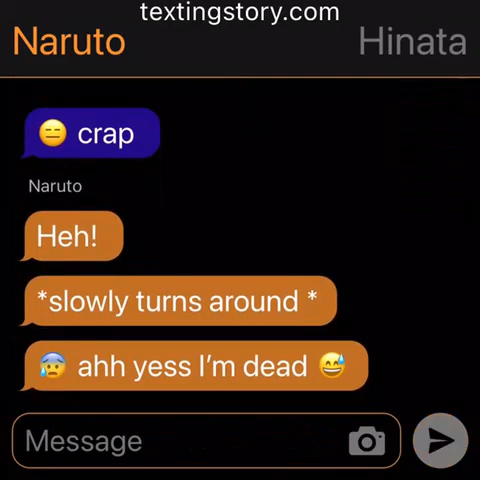 textingstory.com
Naruto Hinata
😑 crap
Naruto
Heh!
*slowly turns around *
😰 ahh yess I’m dead 😅
Message